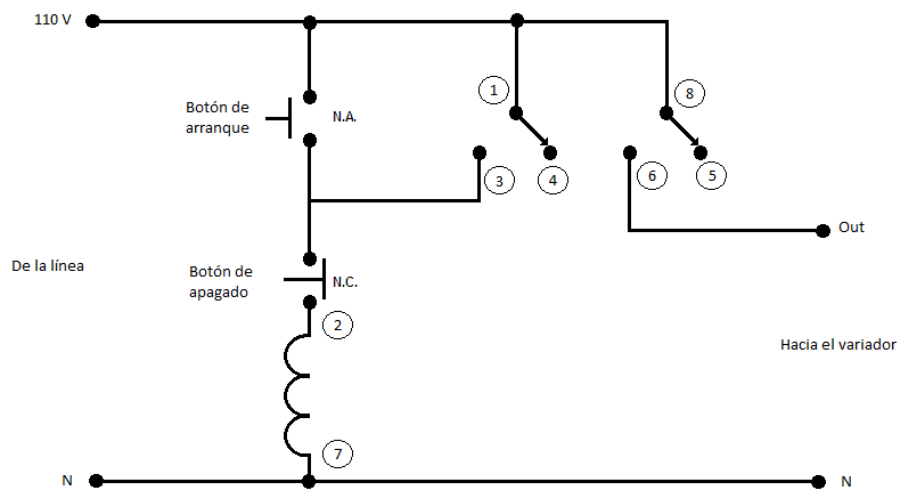 110 V
Botón de
arranque
N.A.
1
8
3
4
6
5
Out
De la línea
Botón de
apagado
N.C.
2
Hacia el variador
7
N
N